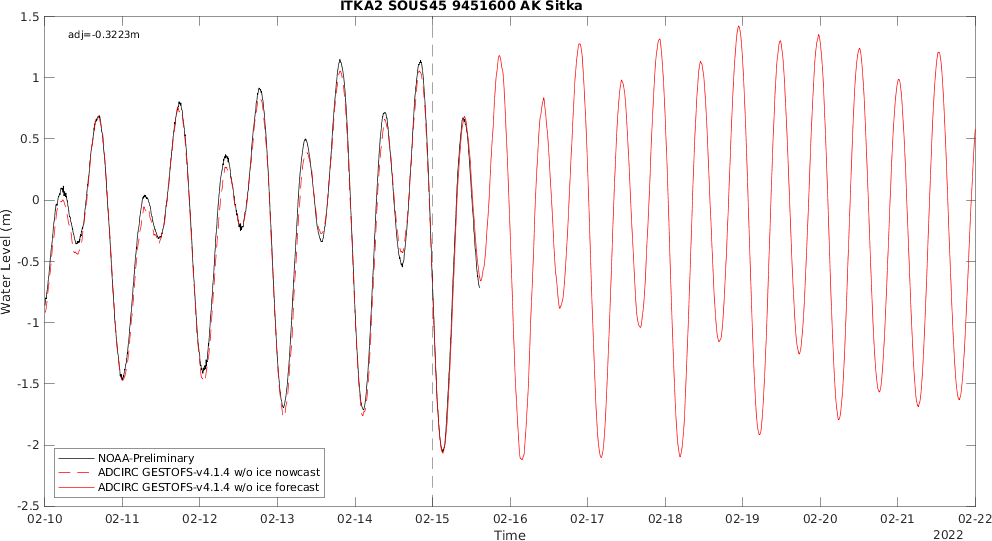 ITKA2 SOUS45 9451600 AK Sitka
adj=-0.3223m
1.5
1
0.5
0
-0.5
-1
-1.5
-2
-2.5
Water Level (m)
NOAA-Preliminary
ADCIRC GESTOFS-v4.1.4 w/o ice nowcast
ADCIRC GESTOFS-v4.1.4 w/o ice forecast
02-10 02-11 02-12 02-13 02-14 02-15 02-16 02-17 02-18 02-19 02-20 02-21 02-22
Time
2022